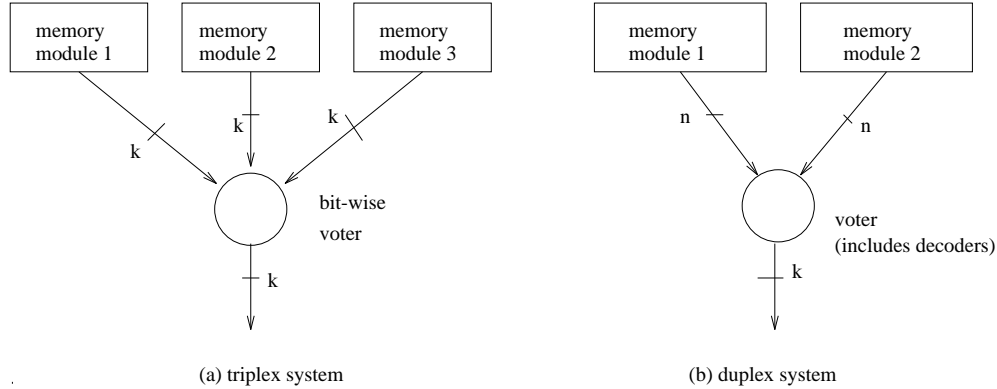 memory
module 1
memory
module 2
memory
module 3
k
k
k
bit-wise
voter
k
(a) triplex system
memory
module 1
memory
module 2
n
n
voter
(includes decoders)
k
(b) duplex system